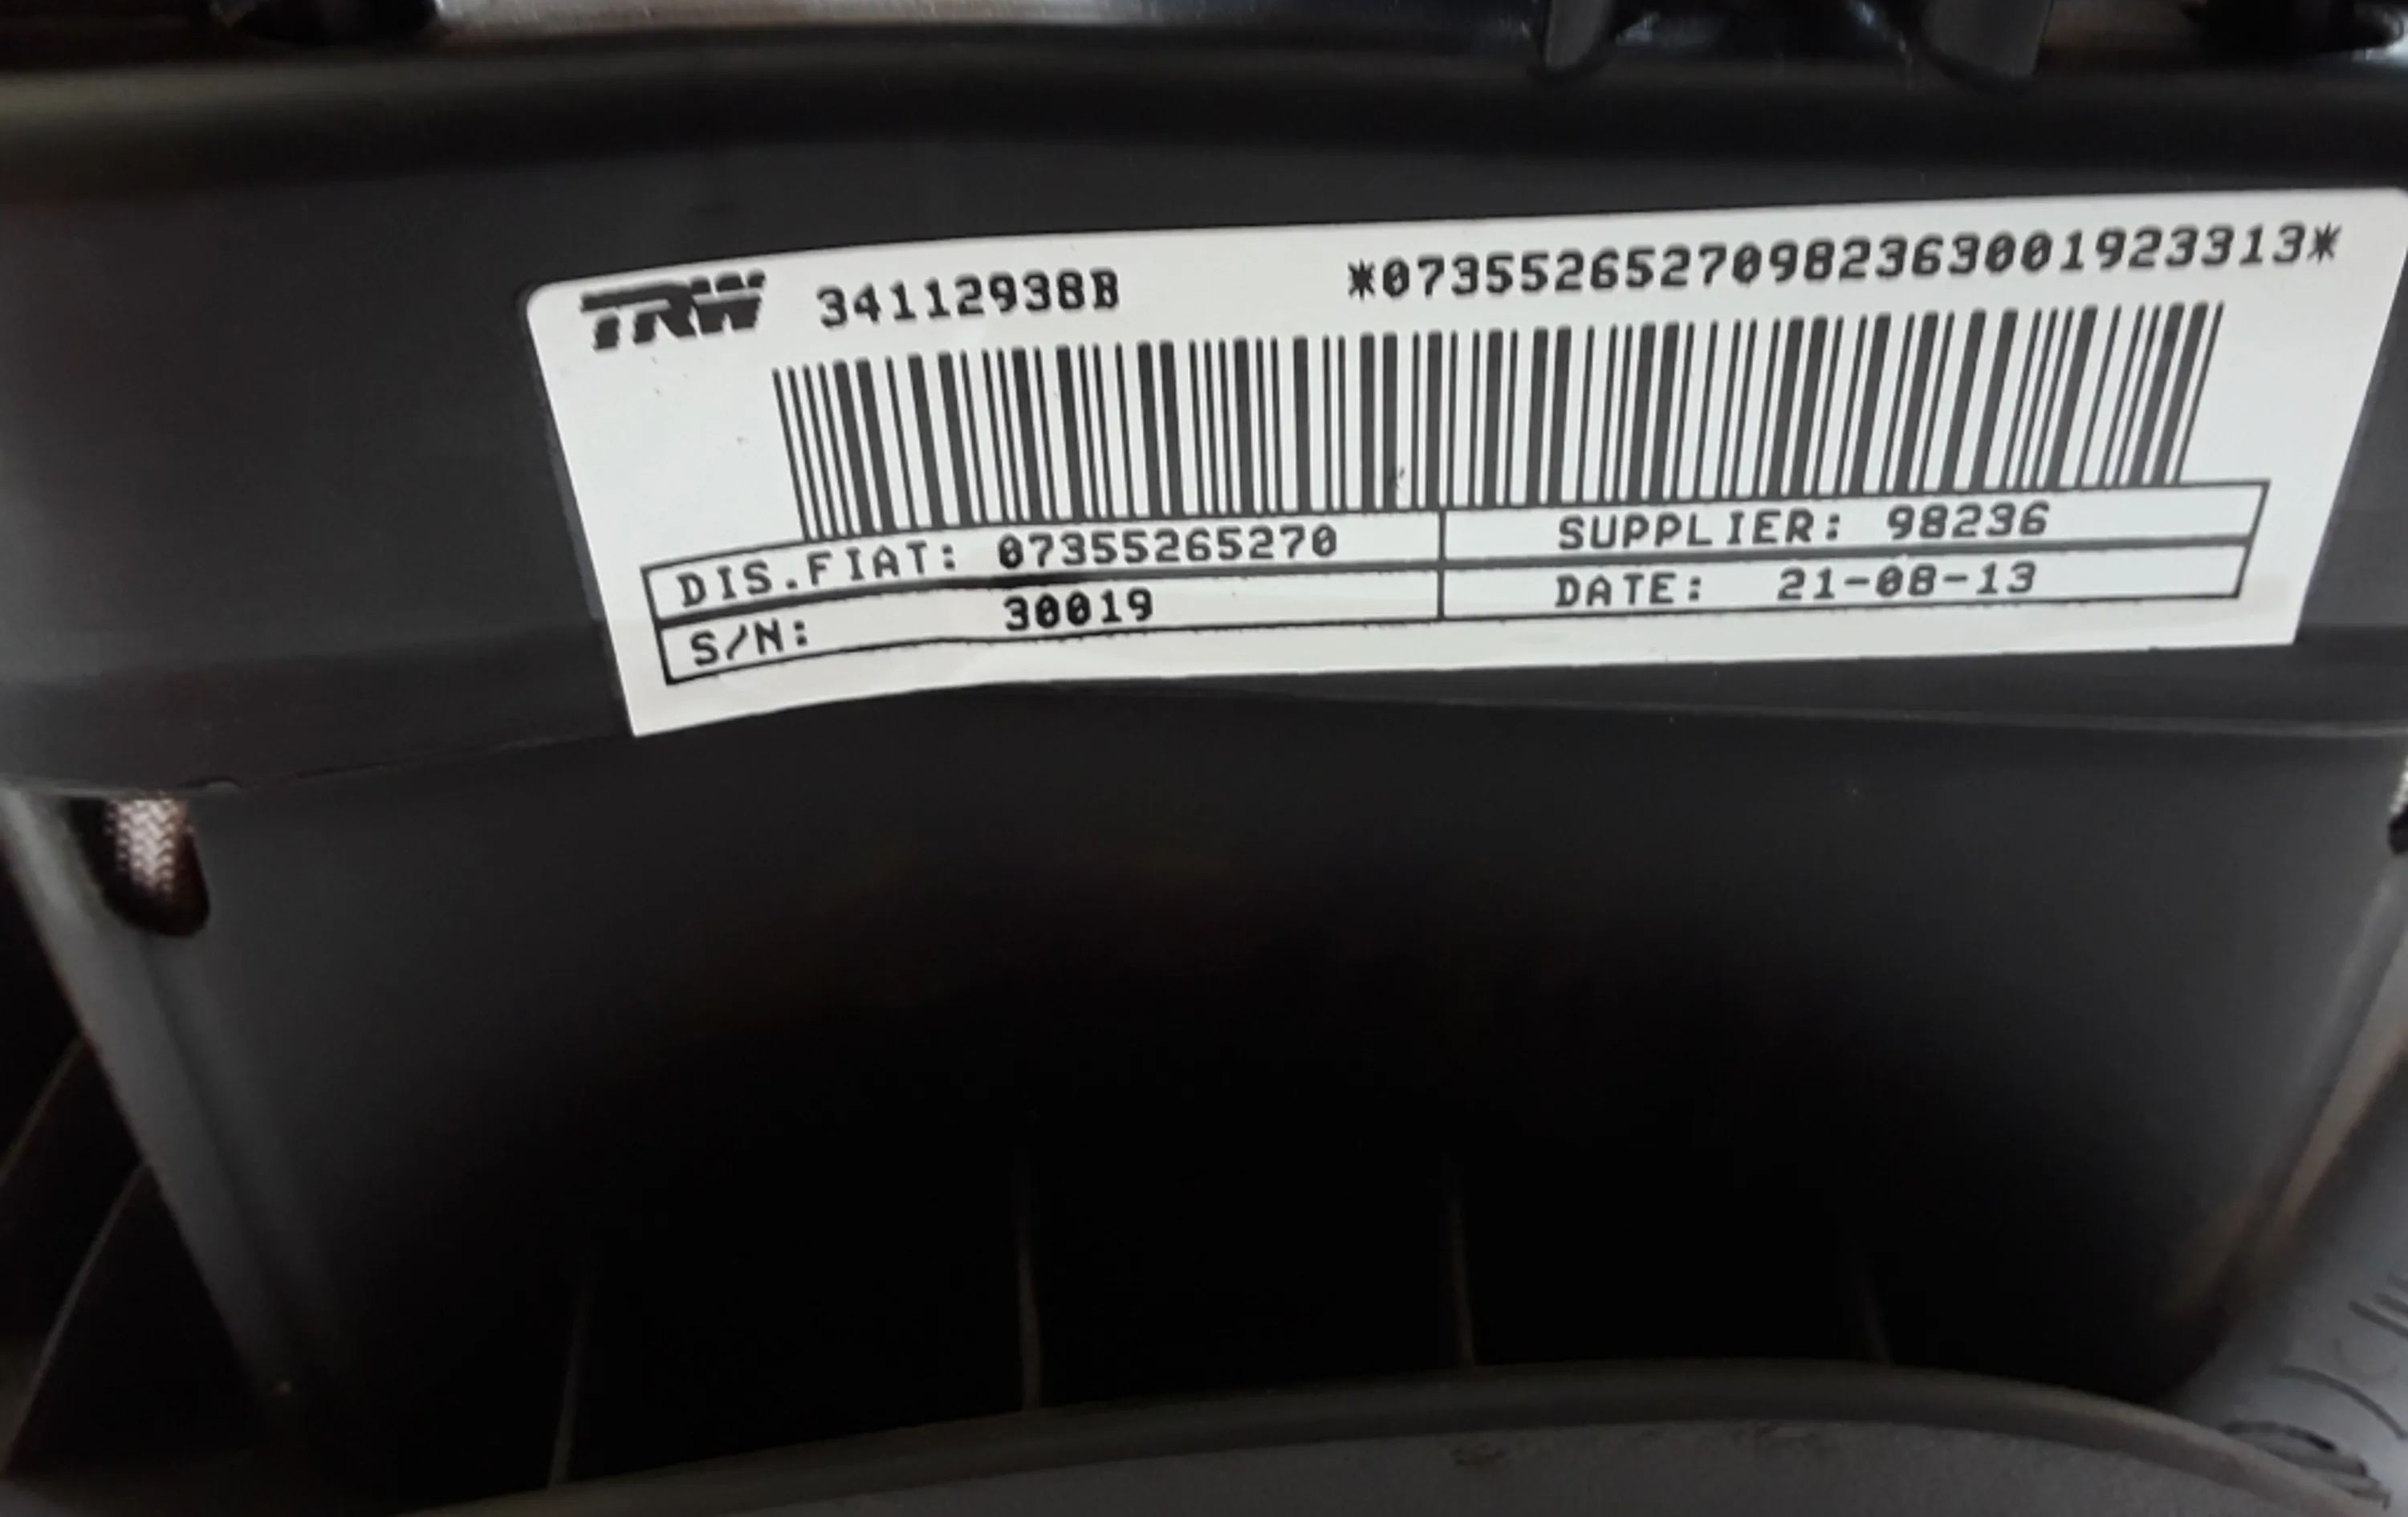 TRW 34112938B *07355265270982363001923313*
DIS.FIAT: 07355265270 SUPPLIER: 98236
S/N: 30019 DATE: 21-08-13